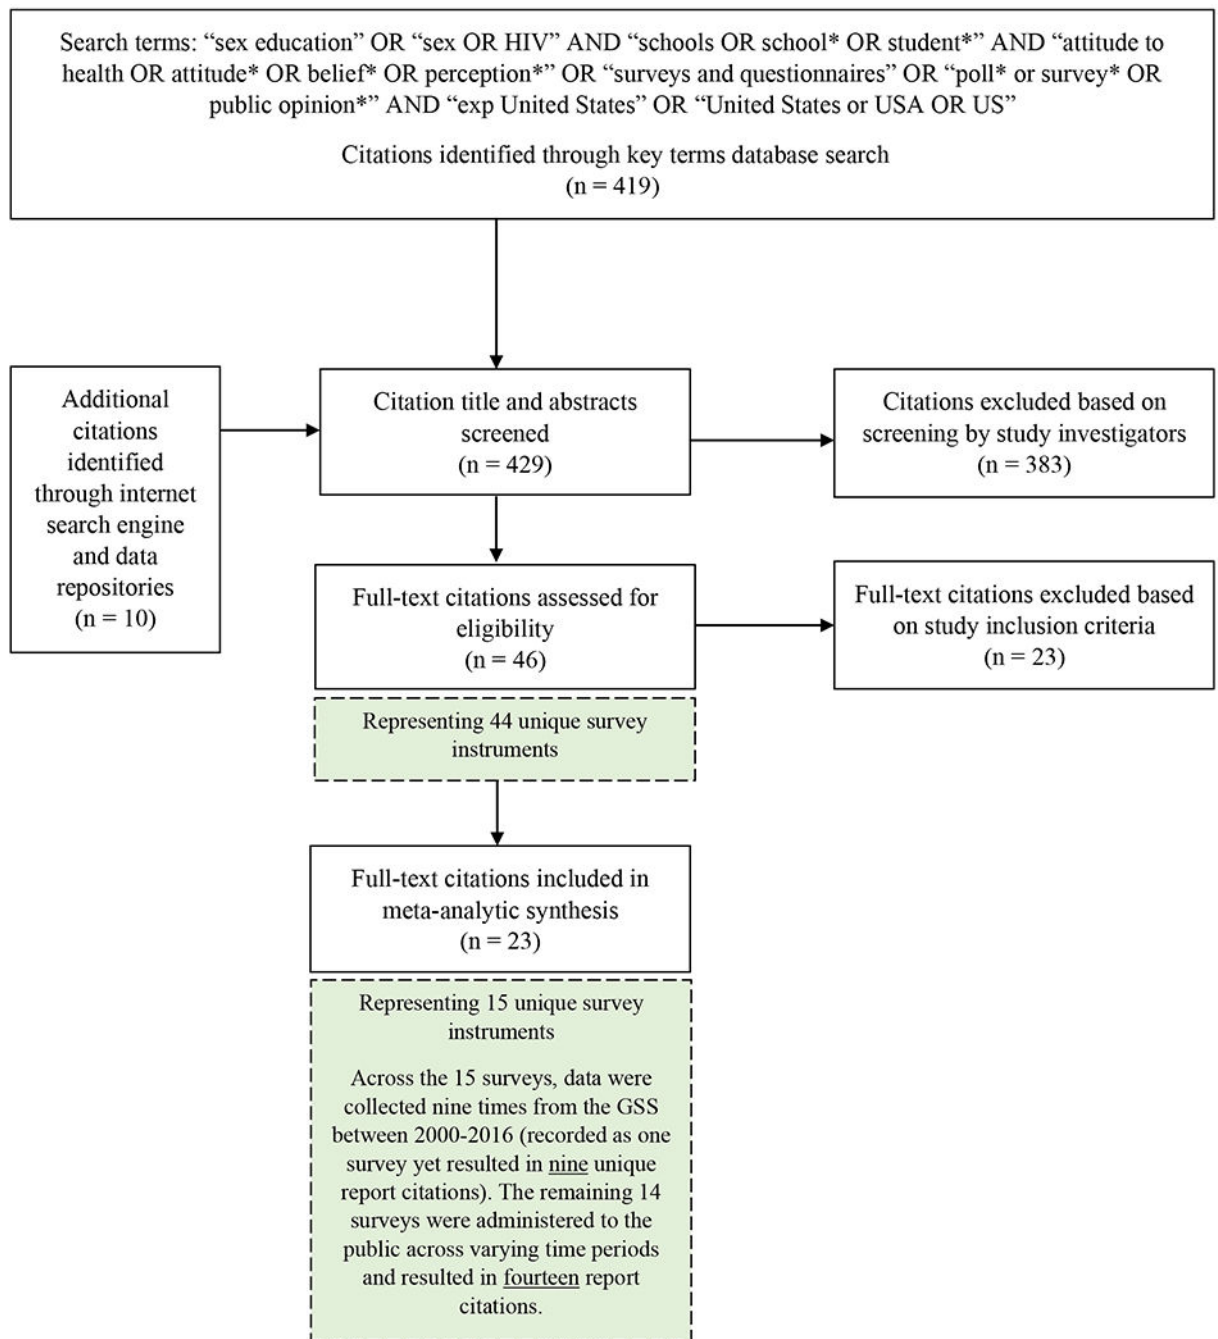 Search terms: “sex education” OR “sex OR HIV” AND “schools OR school* OR student*” AND “attitude to
health OR attitude* OR belief* OR perception*” OR “surveys and questionnaires” OR “poll* or survey* OR
public opinion*” AND “exp United States” OR “United States or USA OR US”
Citations identified through key terms database search
(n = 419)
Additional
citations
identified
through internet
search engine
and data
repositories
(n = 10)
Citation title and abstracts
screened
(n = 429)
Citations excluded based on
screening by study investigators
(n = 383)
Full-text citations assessed for
eligibility
(n = 46)
Full-text citations excluded based
on study inclusion criteria
(n = 23)
Representing 44 unique survey
instruments
Full-text citations included in
meta-analytic synthesis
(n = 23)
Representing 15 unique survey
instruments
Across the 15 surveys, data were
collected nine times from the GSS
between 2000-2016 (recorded as one
survey yet resulted in nine unique
report citations). The remaining 14
surveys were administered to the
public across varying time periods
and resulted in fourteen report
citations.